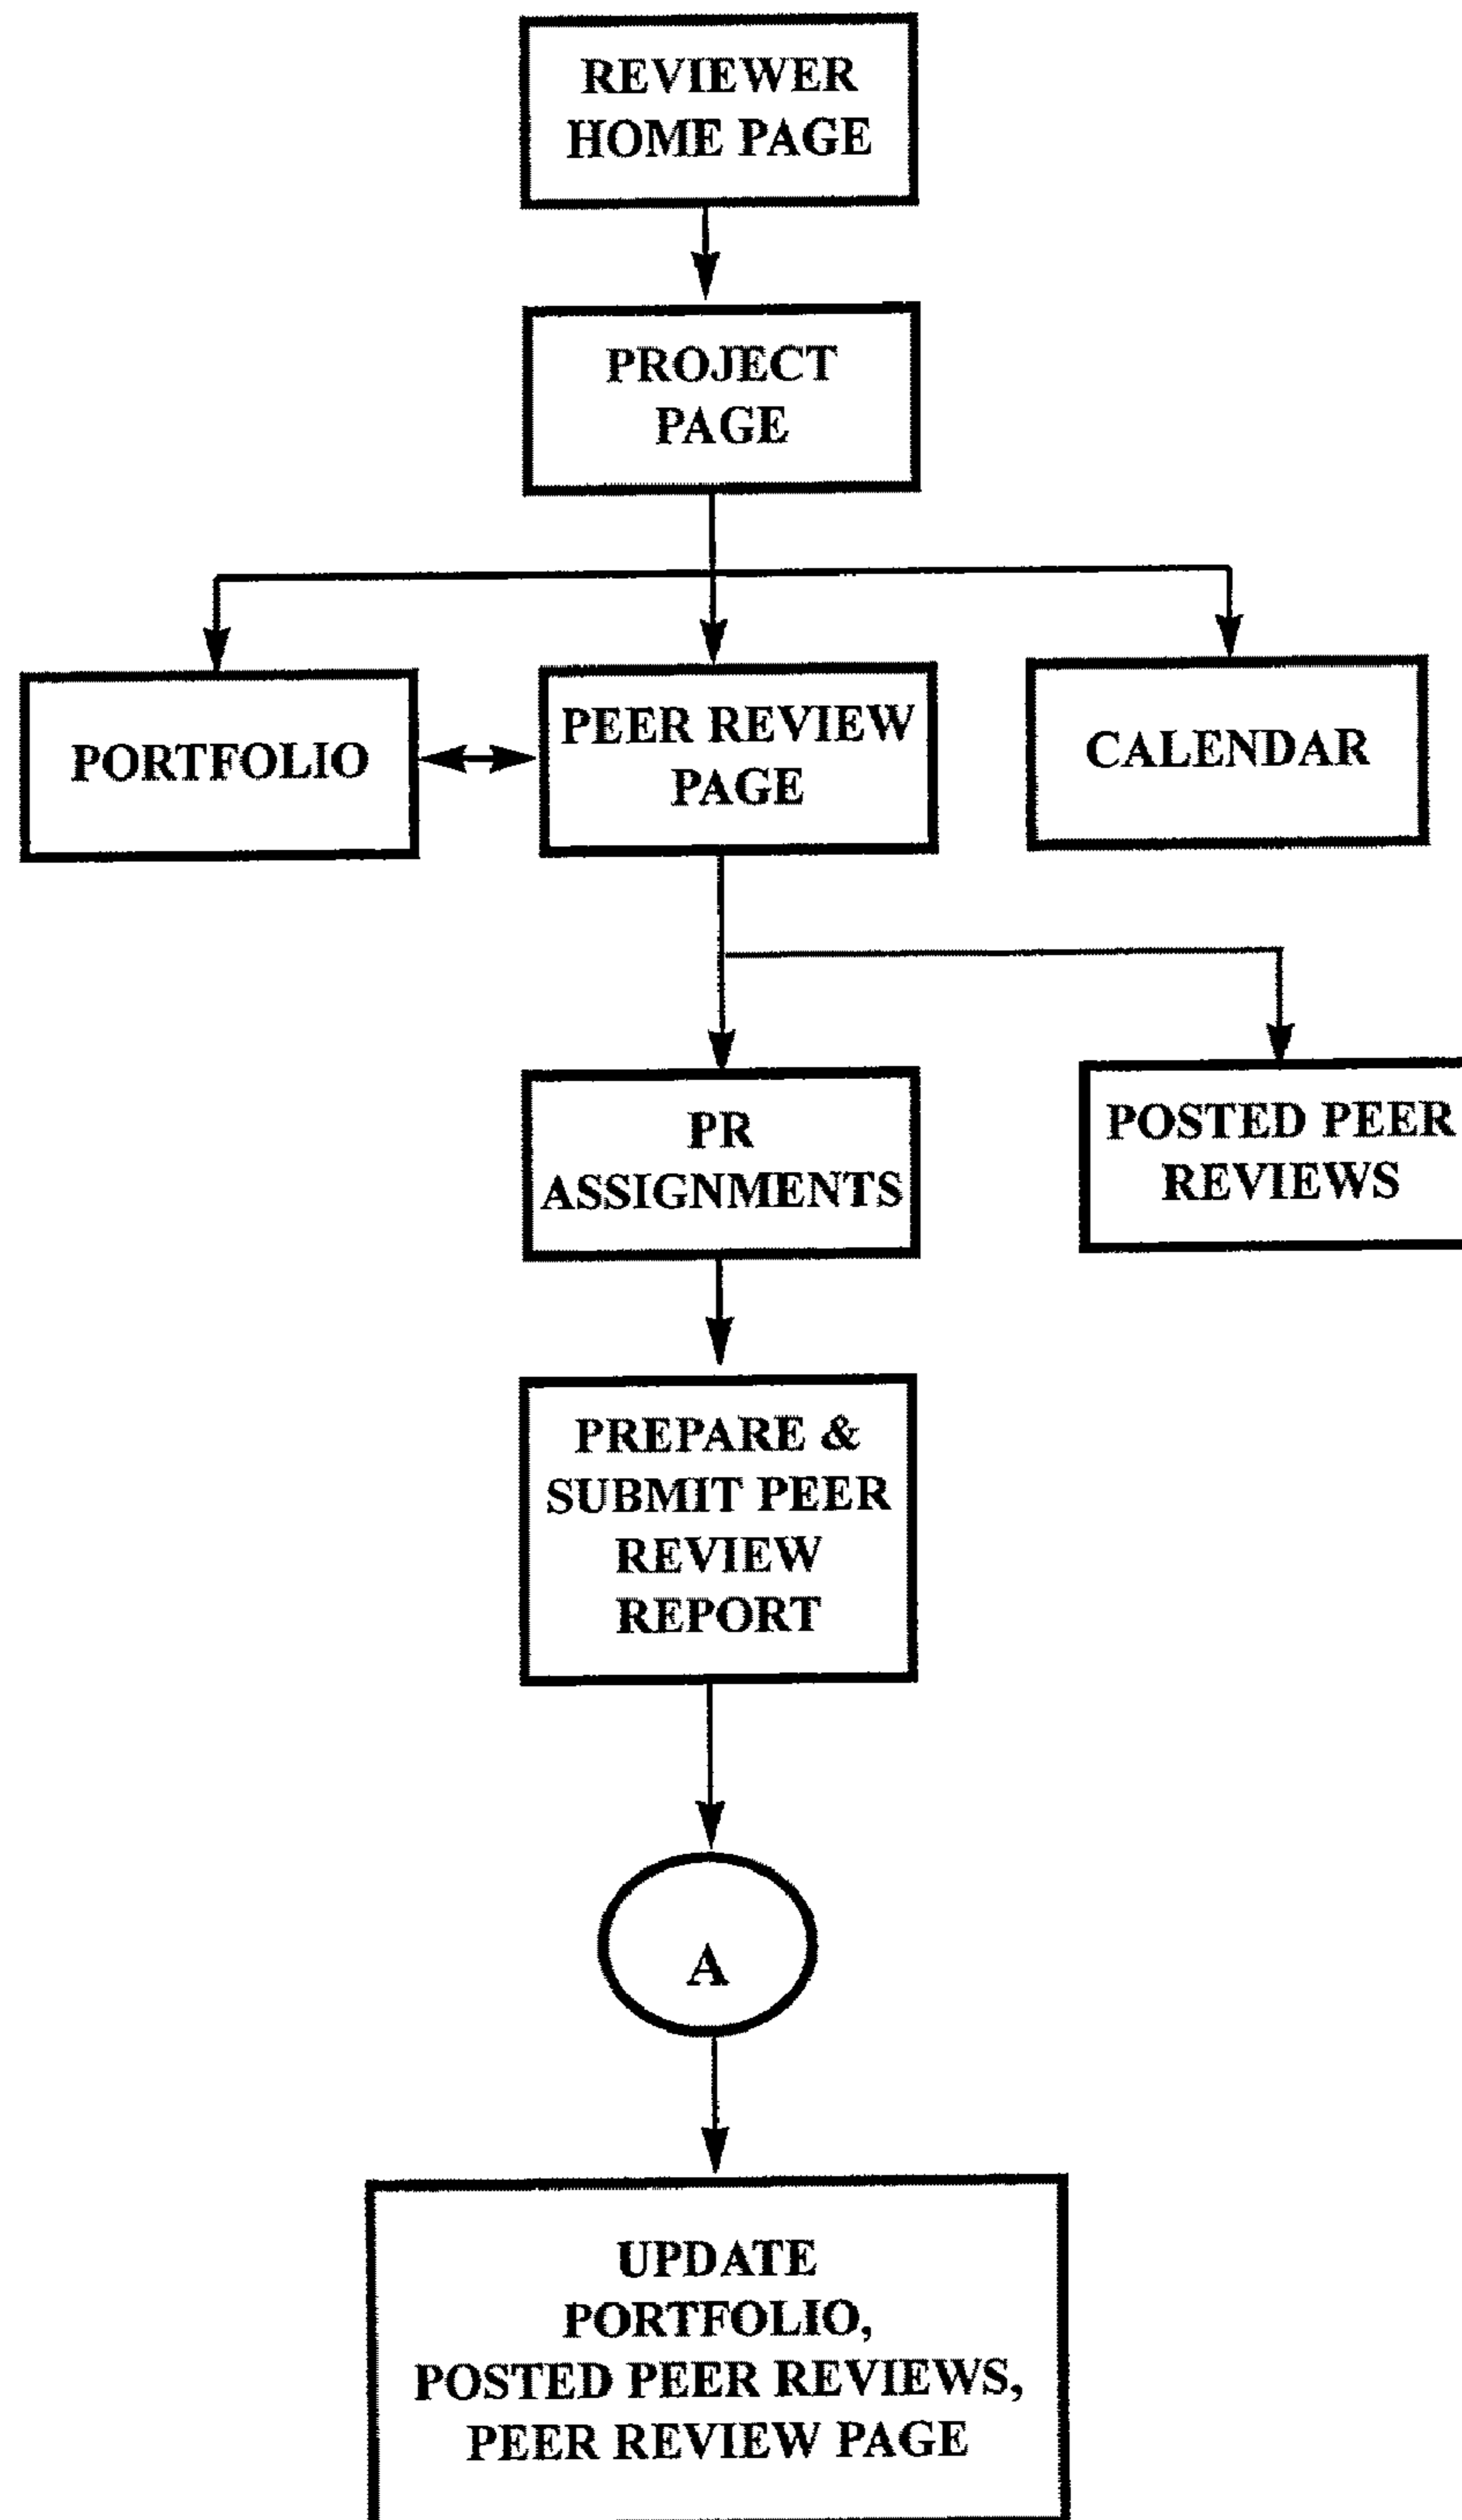 REVIEWER
HOME PAGE
PROJECT
PAGE
PORTFOLIO
PEER REVIEW
PAGE
CALENDAR
PR
ASSIGNMENTS
POSTED PEER
REVIEWS
PREPARE &
SUBMIT PEER
REVIEW
REPORT
A
UPDATE
PORTFOLIO,
POSTED PEER REVIEWS,
PEER REVIEW PAGE